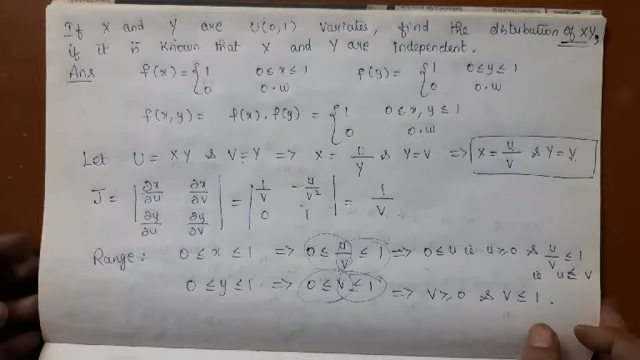 If X and Y are U(0,1) variates, find the distribution of XY,
if it is known that X and Y are independent.
Ans f(x) = { 1 0≤x≤1 f(y) = { 1 0≤y≤1
0 o.w 0 o.w
f(x,y) = f(x).f(y) = { 1 0≤x,y≤1
0 o.w
Let U = XY & V=Y => X = U/Y & Y=V => X = u/v & Y=V
J = | ∂x/∂u ∂x/∂v ; ∂y/∂u ∂y/∂v | = | 1/v -u/v² ; 0 1 | = 1/v
Range:- 0≤x≤1 => 0≤ u/v ≤1 => 0≤u ie u≥0 & u/v ≤1
ie u≤v
0≤y≤1 => 0≤v≤1 => V≥0 & V≤1.